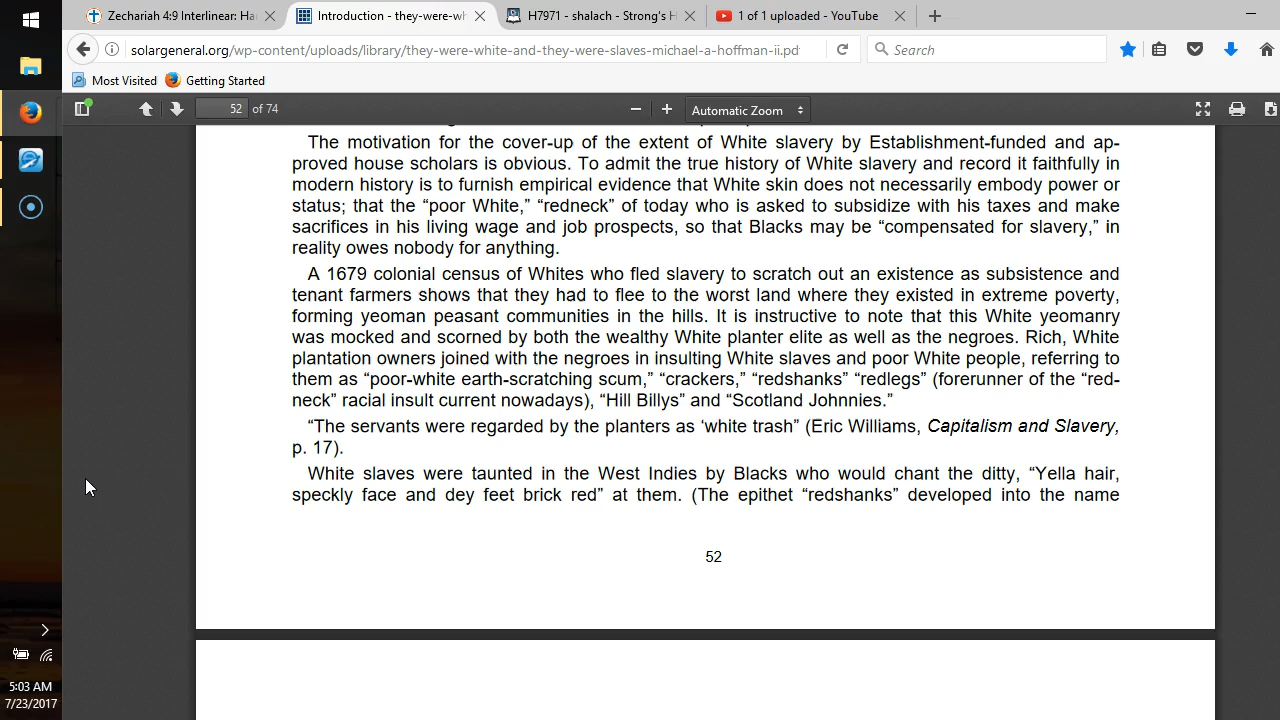 Zechariah 4:9 Interlinear: Ha
Introduction - they-were-wh
H7971 - shalach - Strong's H
1 of 1 uploaded - YouTube
solargeneral.org/wp-content/uploads/library/they-were-white-and-they-were-slaves-michael-a-hoffman-ii.pd
Search
Most Visited
Getting Started
52 of 74
Automatic Zoom
The motivation for the cover-up of the extent of White slavery by Establishment-funded and ap-
proved house scholars is obvious. To admit the true history of White slavery and record it faithfully in
modern history is to furnish empirical evidence that White skin does not necessarily embody power or
status; that the “poor White,” “redneck” of today who is asked to subsidize with his taxes and make
sacrifices in his living wage and job prospects, so that Blacks may be “compensated for slavery,” in
reality owes nobody for anything.
A 1679 colonial census of Whites who fled slavery to scratch out an existence as subsistence and
tenant farmers shows that they had to flee to the worst land where they existed in extreme poverty,
forming yeoman peasant communities in the hills. It is instructive to note that this White yeomanry
was mocked and scorned by both the wealthy White planter elite as well as the negroes. Rich, White
plantation owners joined with the negroes in insulting White slaves and poor White people, referring to
them as “poor-white earth-scratching scum,” “crackers,” “redshanks” “redlegs” (forerunner of the “red-
neck” racial insult current nowadays), “Hill Billys” and “Scotland Johnnies.”
“The servants were regarded by the planters as ‘white trash” (Eric Williams, Capitalism and Slavery,
p. 17).
White slaves were taunted in the West Indies by Blacks who would chant the ditty, “Yella hair,
speckly face and dey feet brick red” at them. (The epithet “redshanks” developed into the name
52
5:03 AM
7/23/2017